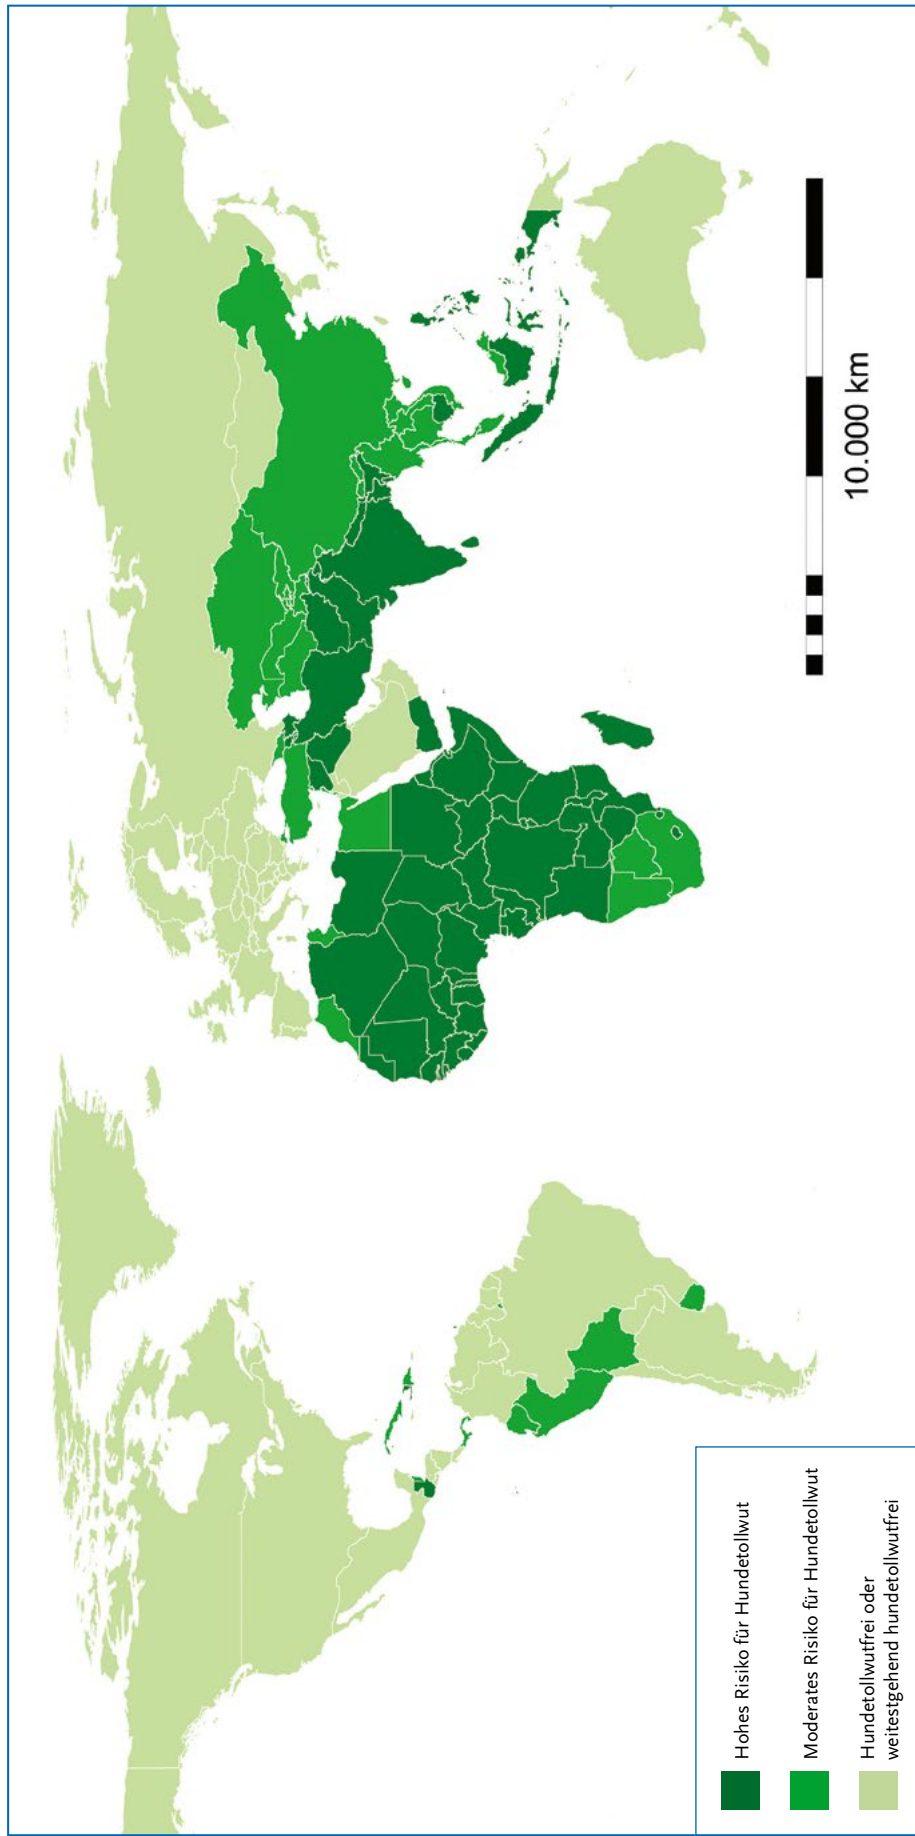 10.000 km
Hohes Risiko für Hundetollwut
Moderates Risiko für Hundetollwut
Hundetollwutfrei oder
weitestgehend hundetollwutfrei